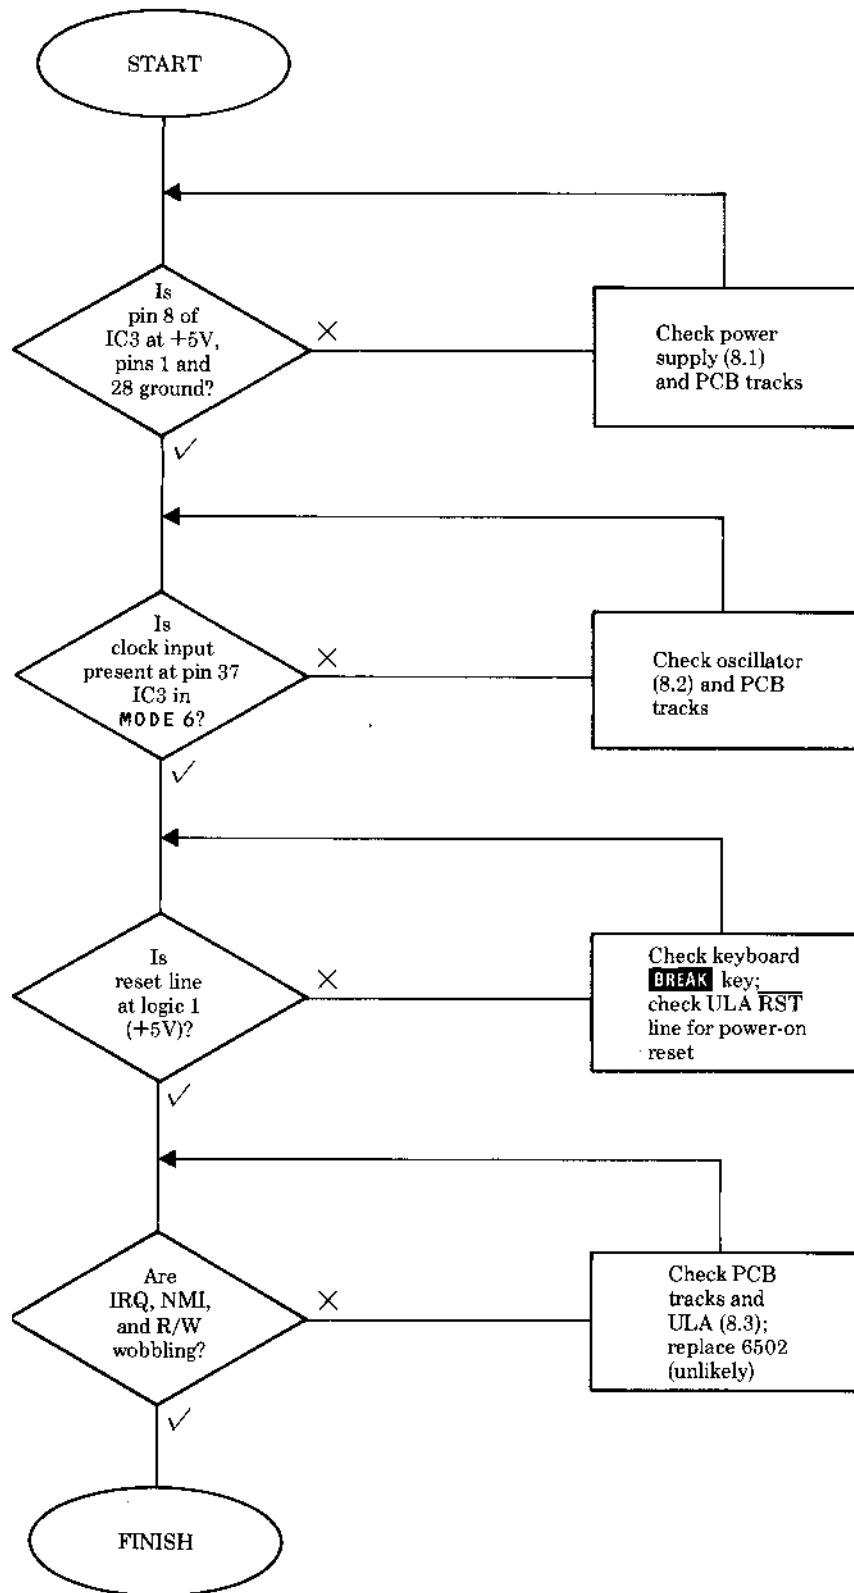 START
Is
pin 8 of
IC3 at +5V,
pins 1 and
28 ground?
×
Check power
supply (8.1)
and PCB tracks
✓
Is
clock input
present at pin 37
IC3 in
MODE 6?
×
Check oscillator
(8.2) and PCB
tracks
✓
Is
reset line
at logic 1
(+5V)?
×
Check keyboard
BREAK key;
check ULA R̅S̅T̅
line for power-on
reset
✓
Are
IRQ, NMI,
and R/W
wobbling?
×
Check PCB
tracks and
ULA (8.3);
replace 6502
(unlikely)
✓
FINISH